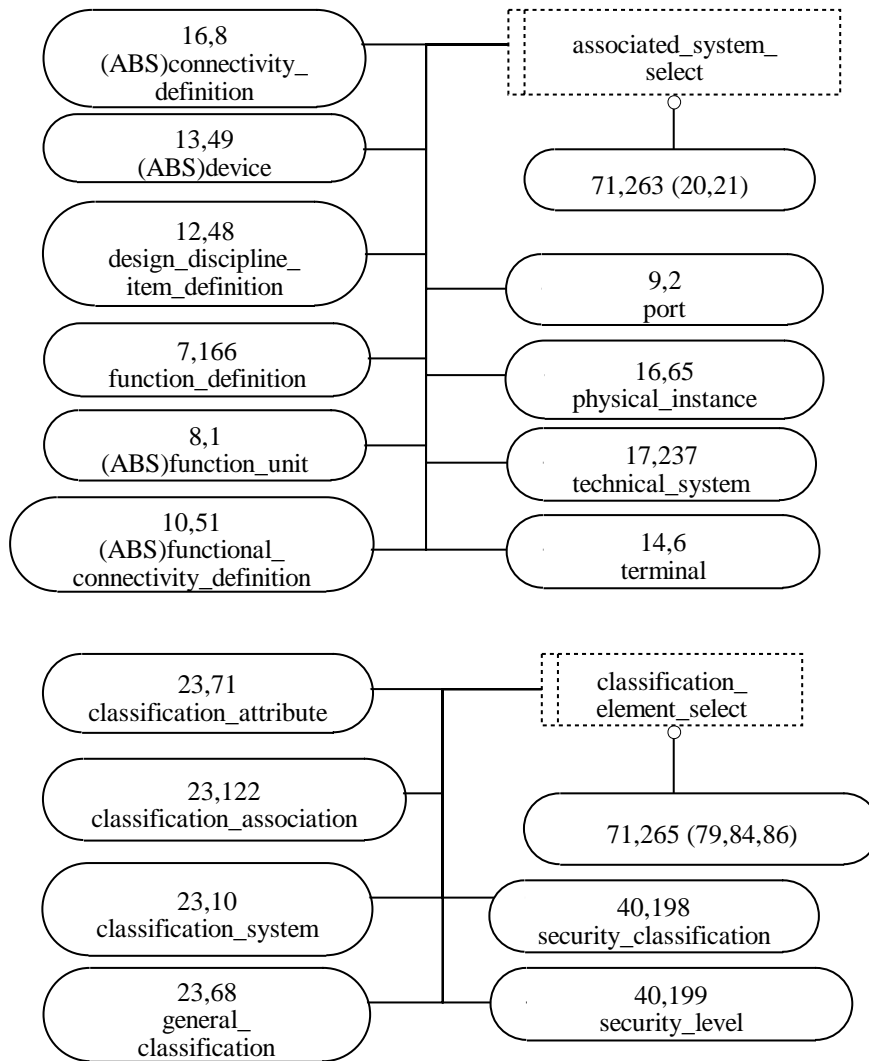 16,8
(ABS)connectivity_
definition
associated_system_
select
13,49
(ABS)device
71,263 (20,21)
12,48
design_discipline_
item_definition
9,2
port
7,166
function_definition
16,65
physical_instance
8,1
(ABS)function_unit
17,237
technical_system
10,51
(ABS)functional_
connectivity_definition
14,6
terminal
23,71
classification_attribute
classification_
element_select
23,122
classification_association
71,265 (79,84,86)
23,10
classification_system
40,198
security_classification
23,68
general_
classification
40,199
security_level